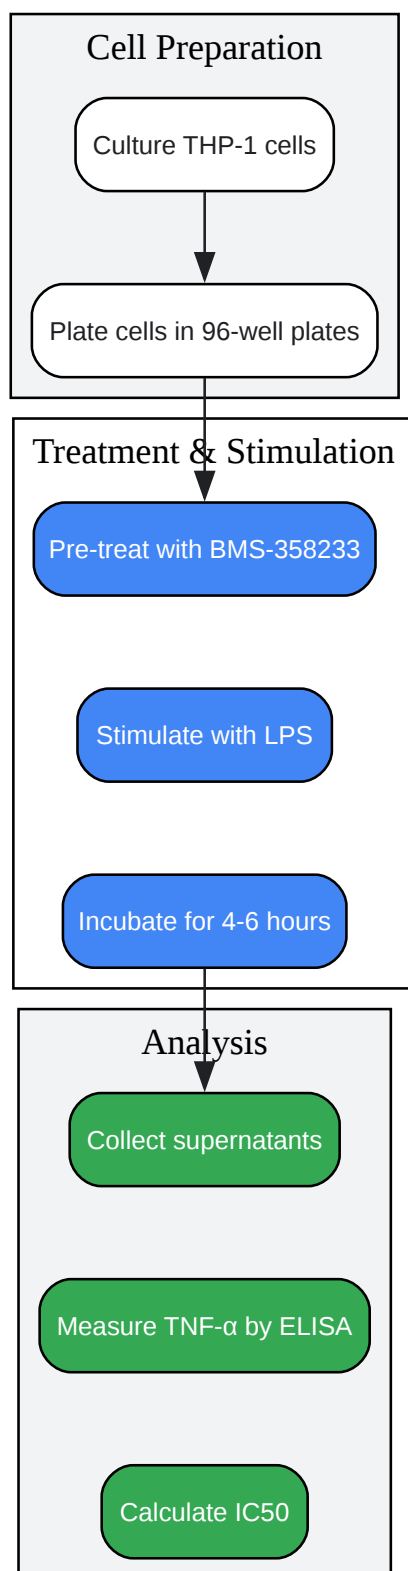 Cell Preparation
Culture THP-1 cells
Plate cells in 96-well plates
Treatment & Stimulation
Pre-treat with BMS-358233
Stimulate with LPS
Incubate for 4-6 hours
Analysis
Collect supernatants
Measure TNF-α by ELISA
Calculate IC50